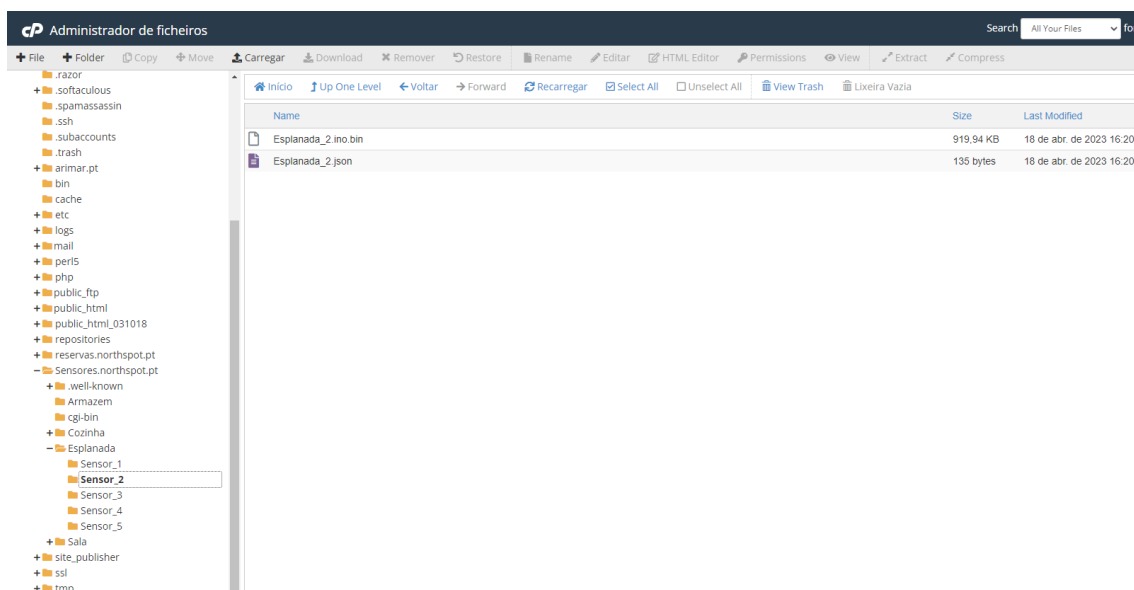 cP Administrador de ficheiros
Search All Your Files fo
File Folder Copy Move Carregar Download Remover Restore Rename Editar HTML Editor Permissions View Extract Compress
Início Up One Level Voltar Forward Recarregar Select All Unselect All View Trash Lixeira Vazia
Name Size Last Modified
Esplanada_2.ino.bin 919,94 KB 18 de abr. de 2023 16:20
Esplanada_2.json 135 bytes 18 de abr. de 2023 16:20
.razor
.softaculous
.spamassassin
.ssh
.subaccounts
.trash
arimar.pt
bin
cache
etc
logs
mail
perl5
php
public_ftp
public_html
public_html_031018
repositories
reservas.northspot.pt
Sensores.northspot.pt
.well-known
Armazem
cgi-bin
Cozinha
Esplanada
Sensor_1
Sensor_2
Sensor_3
Sensor_4
Sensor_5
Sala
site_publisher
ssl
tmp